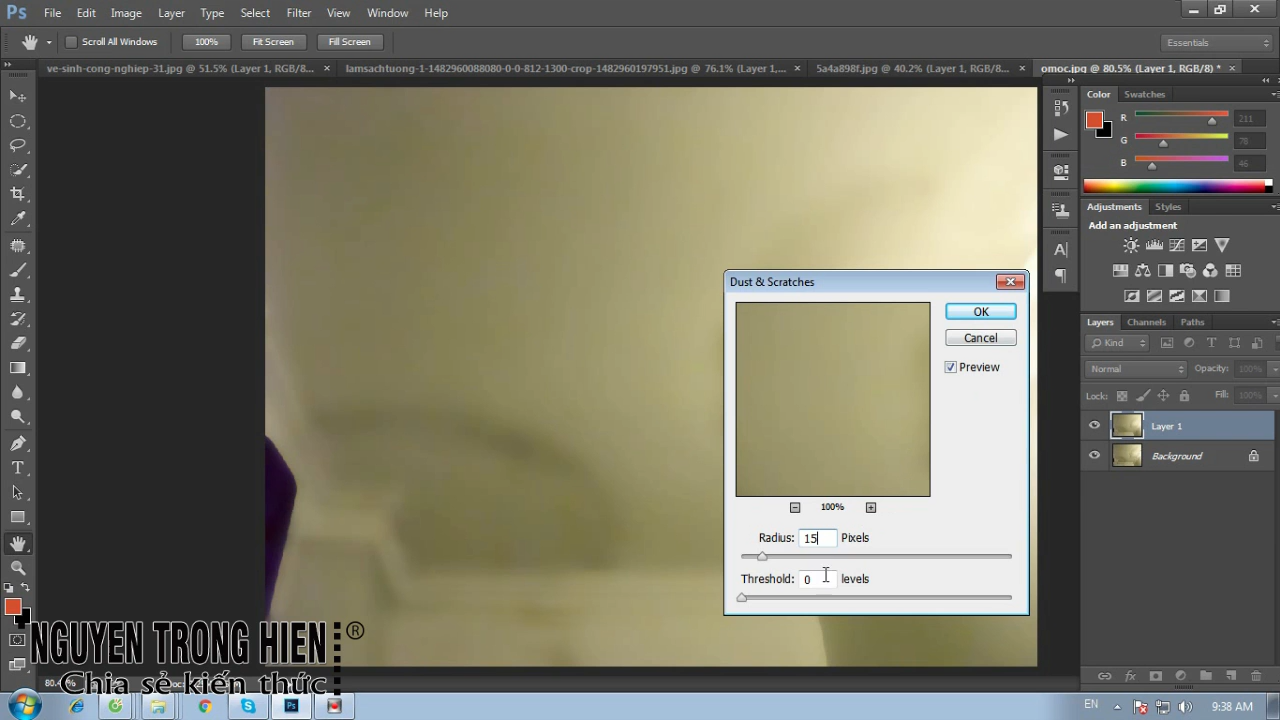 Ps File Edit Image Layer Type Select Filter View Window Help
Scroll All Windows 100% Fit Screen Fill Screen Essentials
ve-sinh-cong-nghiep-31.jpg @ 51.5% (Layer 1, RGB/8... × lamsachtuong-1-1482960088080-0-0-812-1300-crop-1482960197951.jpg @ 76.1% (Layer 1,... × 5a4a898f.jpg @ 40.2% (Layer 1, RGB/8... × omoc.jpg @ 80.5% (Layer 1, RGB/8) * ×
Color Swatches
R 211
G 78
B 46
Adjustments Styles
Add an adjustment
Dust & Scratches
OK
Cancel
Preview
100%
Radius: 15 Pixels
Threshold: 0 levels
Layers Channels Paths
Kind
Normal Opacity: 100%
Lock: Fill: 100%
Layer 1
Background
NGUYEN TRONG HIEN ®
Chia sẻ kiến thức
EN 9:38 AM